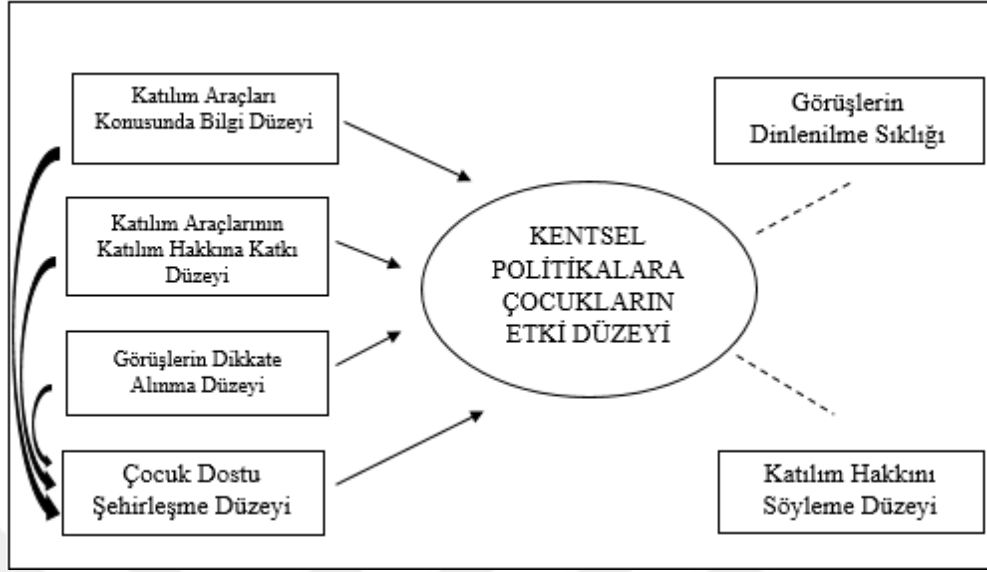 Katılım Araçları
Konusunda Bilgi Düzeyi
Katılım Araçlarının
Katılım Hakkına Katkı
Düzeyi
Görüşlerin Dikkate
Alınma Düzeyi
Çocuk Dostu
Şehirleşme Düzeyi
KENTSEL
POLİTİKALARA
ÇOCUKLARIN
ETKİ DÜZEYİ
Görüşlerin
Dinlenilme Sıklığı
Katılım Hakkını
Söyleme Düzeyi